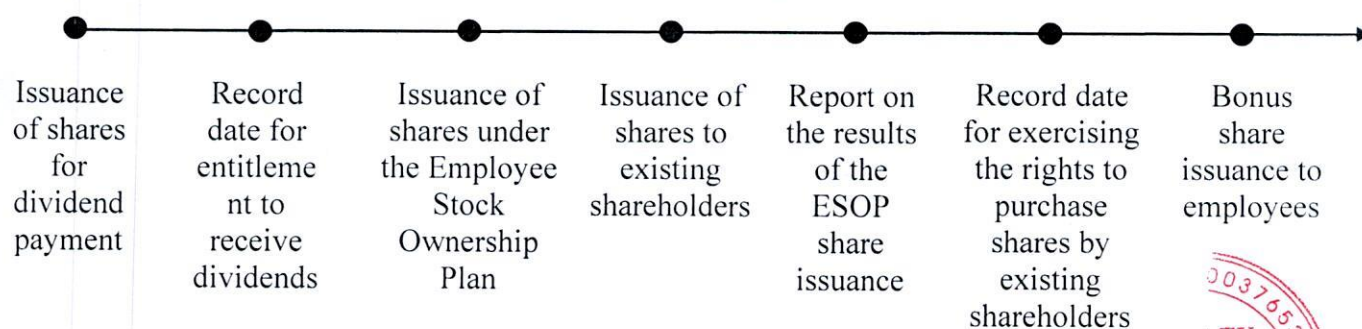 Issuance
of shares
for
dividend
payment
Record
date for
entitleme
nt to
receive
dividends
Issuance of
shares under
the Employee
Stock
Ownership
Plan
Issuance of
shares to
existing
shareholders
Report on
the results
of the
ESOP
share
issuance
Record date
for exercising
the rights to
purchase
shares by
existing
shareholders
Bonus
share
issuance to
employees